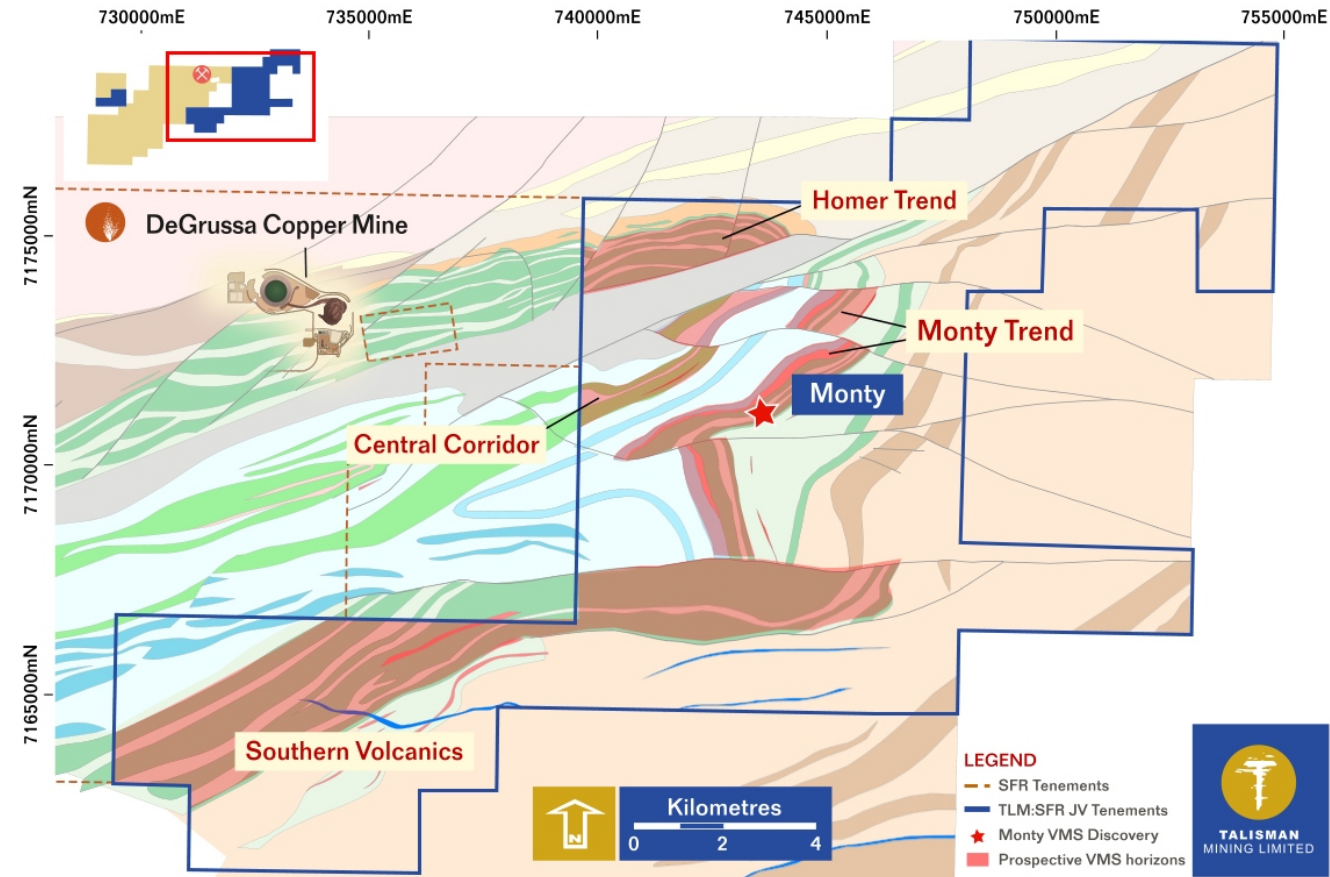 730000mE
735000mE
740000mE
745000mE
750000mE
755000mE
7175000mN
7170000mN
7165000mN
DeGrussa Copper Mine
Homer Trend
Monty Trend
Monty
Central Corridor
Southern Volcanics
N
Kilometres
0 2 4
LEGEND
SFR Tenements
TLM:SFR JV Tenements
Monty VMS Discovery
Prospective VMS horizons
TALISMAN
MINING LIMITED